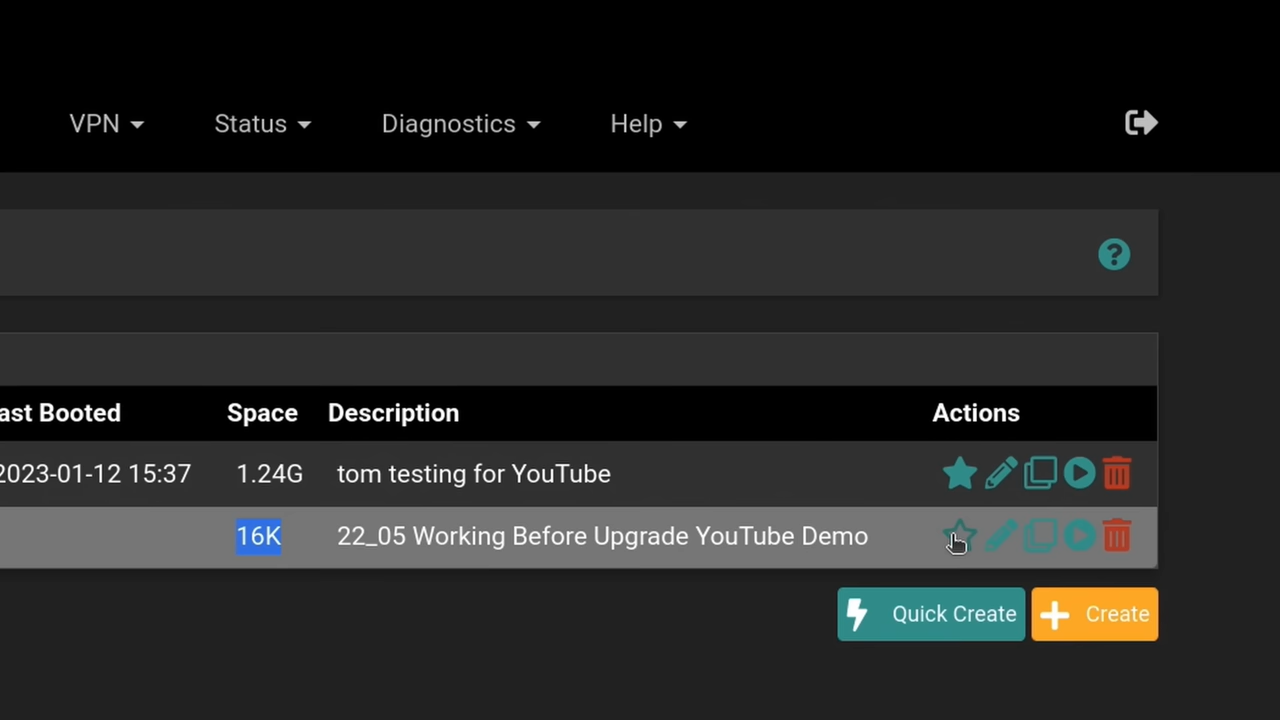 VPN Status Diagnostics Help
ast Booted Space Description Actions
2023-01-12 15:37 1.24G tom testing for YouTube
16K 22_05 Working Before Upgrade YouTube Demo
Quick Create Create